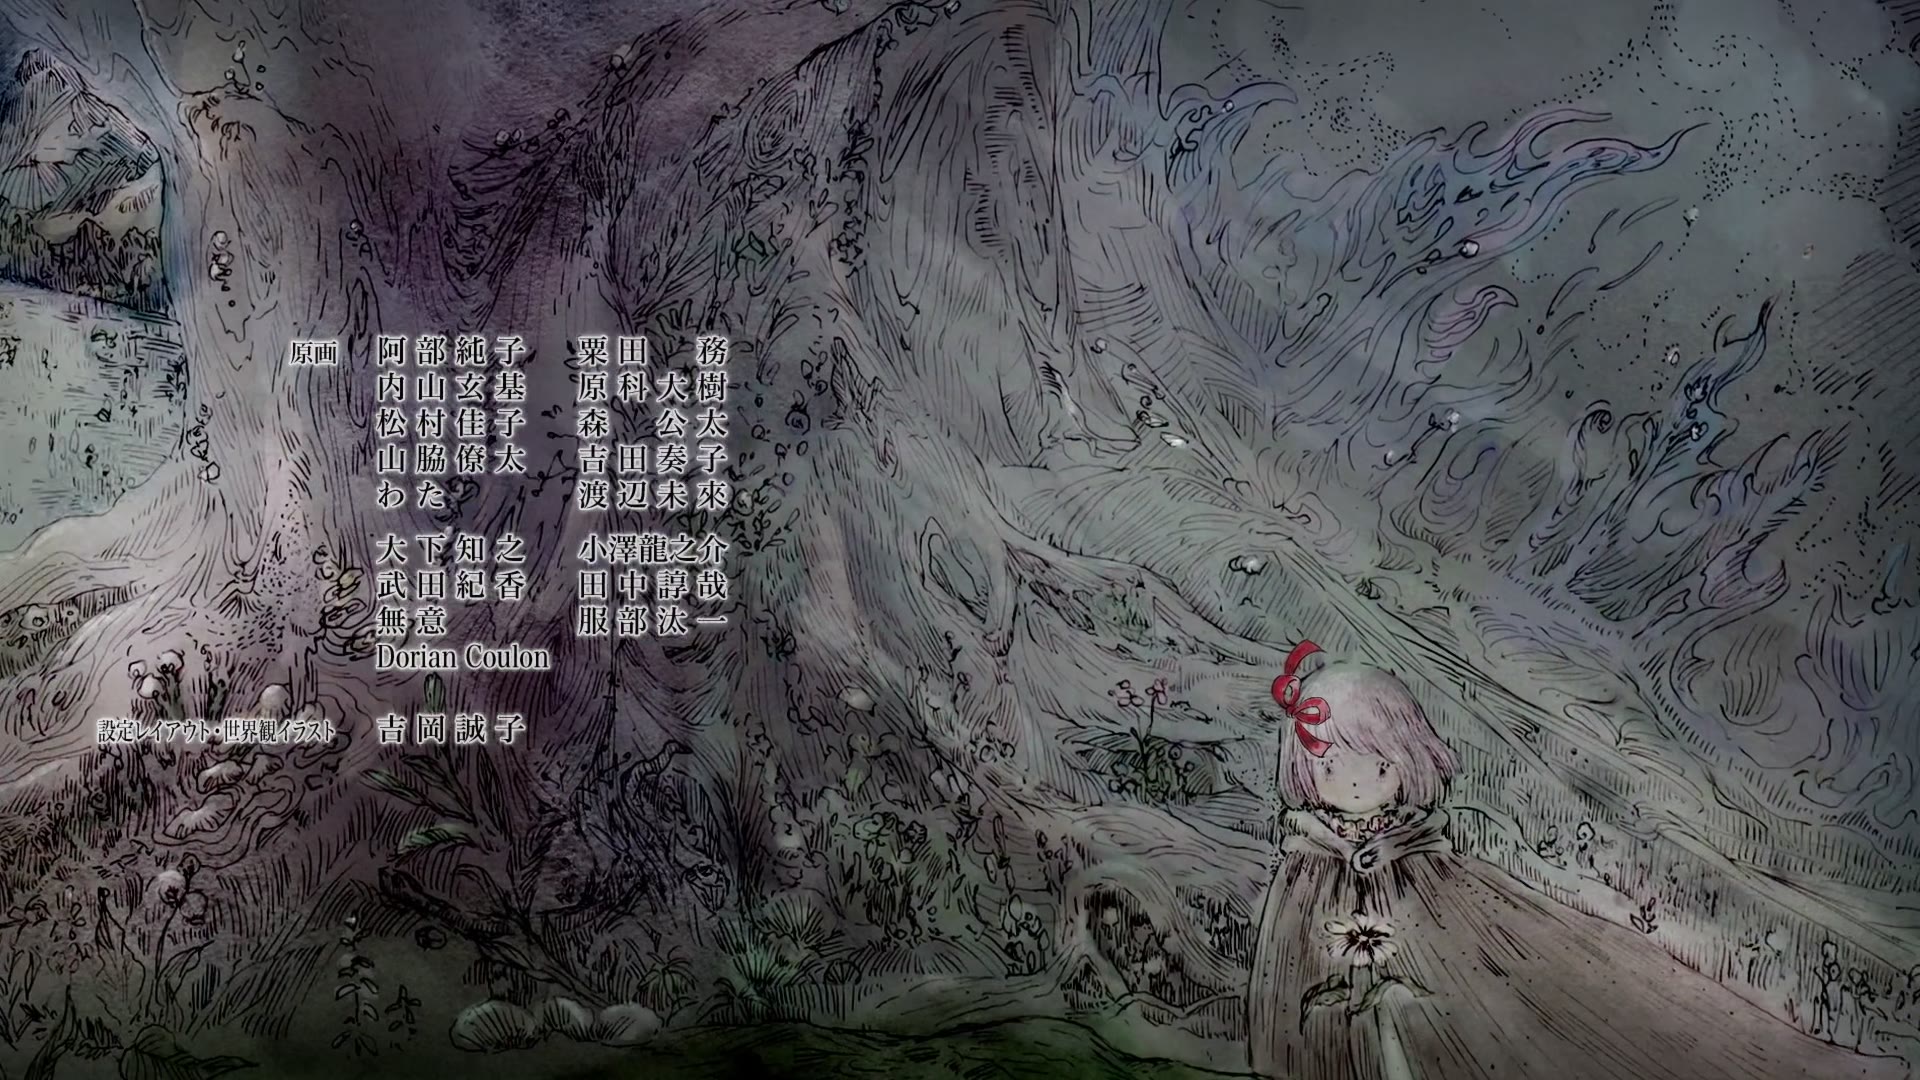 原画 阿部純子 粟田 務
内山玄基 原科大樹
松村佳子 森 公太
山脇僚太 吉田奏子
わた 渡辺未來
大下知之 小澤龍之介
武田紀香 田中諄哉
無意 服部汰一
Dorian Coulon
設定レイアウト・世界観イラスト 吉岡誠子